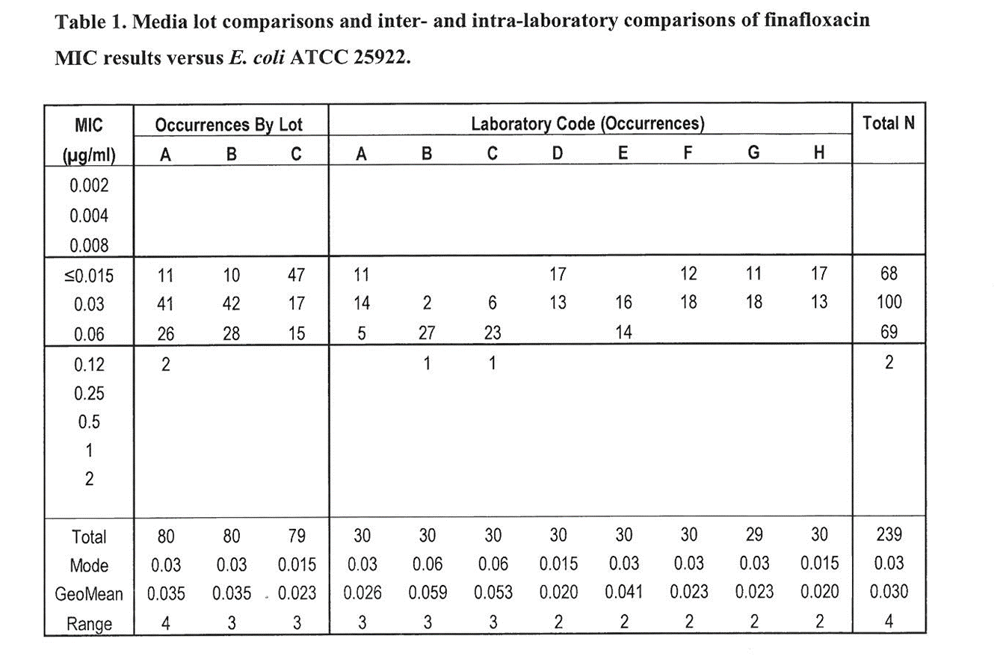 Table 1. Media lot comparisons and inter- and intra-laboratory comparisons of finafloxacin
MIC results versus E. coli ATCC 25922.
MIC Occurrences By Lot Laboratory Code (Occurrences) Total N
(µg/ml) A B C A B C D E F G H
0.002
0.004
0.008
≤0.015 11 10 47 11 17 12 11 17 68
0.03 41 42 17 14 2 6 13 16 18 18 13 100
0.06 26 28 15 5 27 23 14 69
0.12 2 1 1 2
0.25
0.5
1
2
Total 80 80 79 30 30 30 30 30 30 29 30 239
Mode 0.03 0.03 0.015 0.03 0.06 0.06 0.015 0.03 0.03 0.03 0.015 0.03
GeoMean 0.035 0.035 0.023 0.026 0.059 0.053 0.020 0.041 0.023 0.023 0.020 0.030
Range 4 3 3 3 3 3 2 2 2 2 2 4